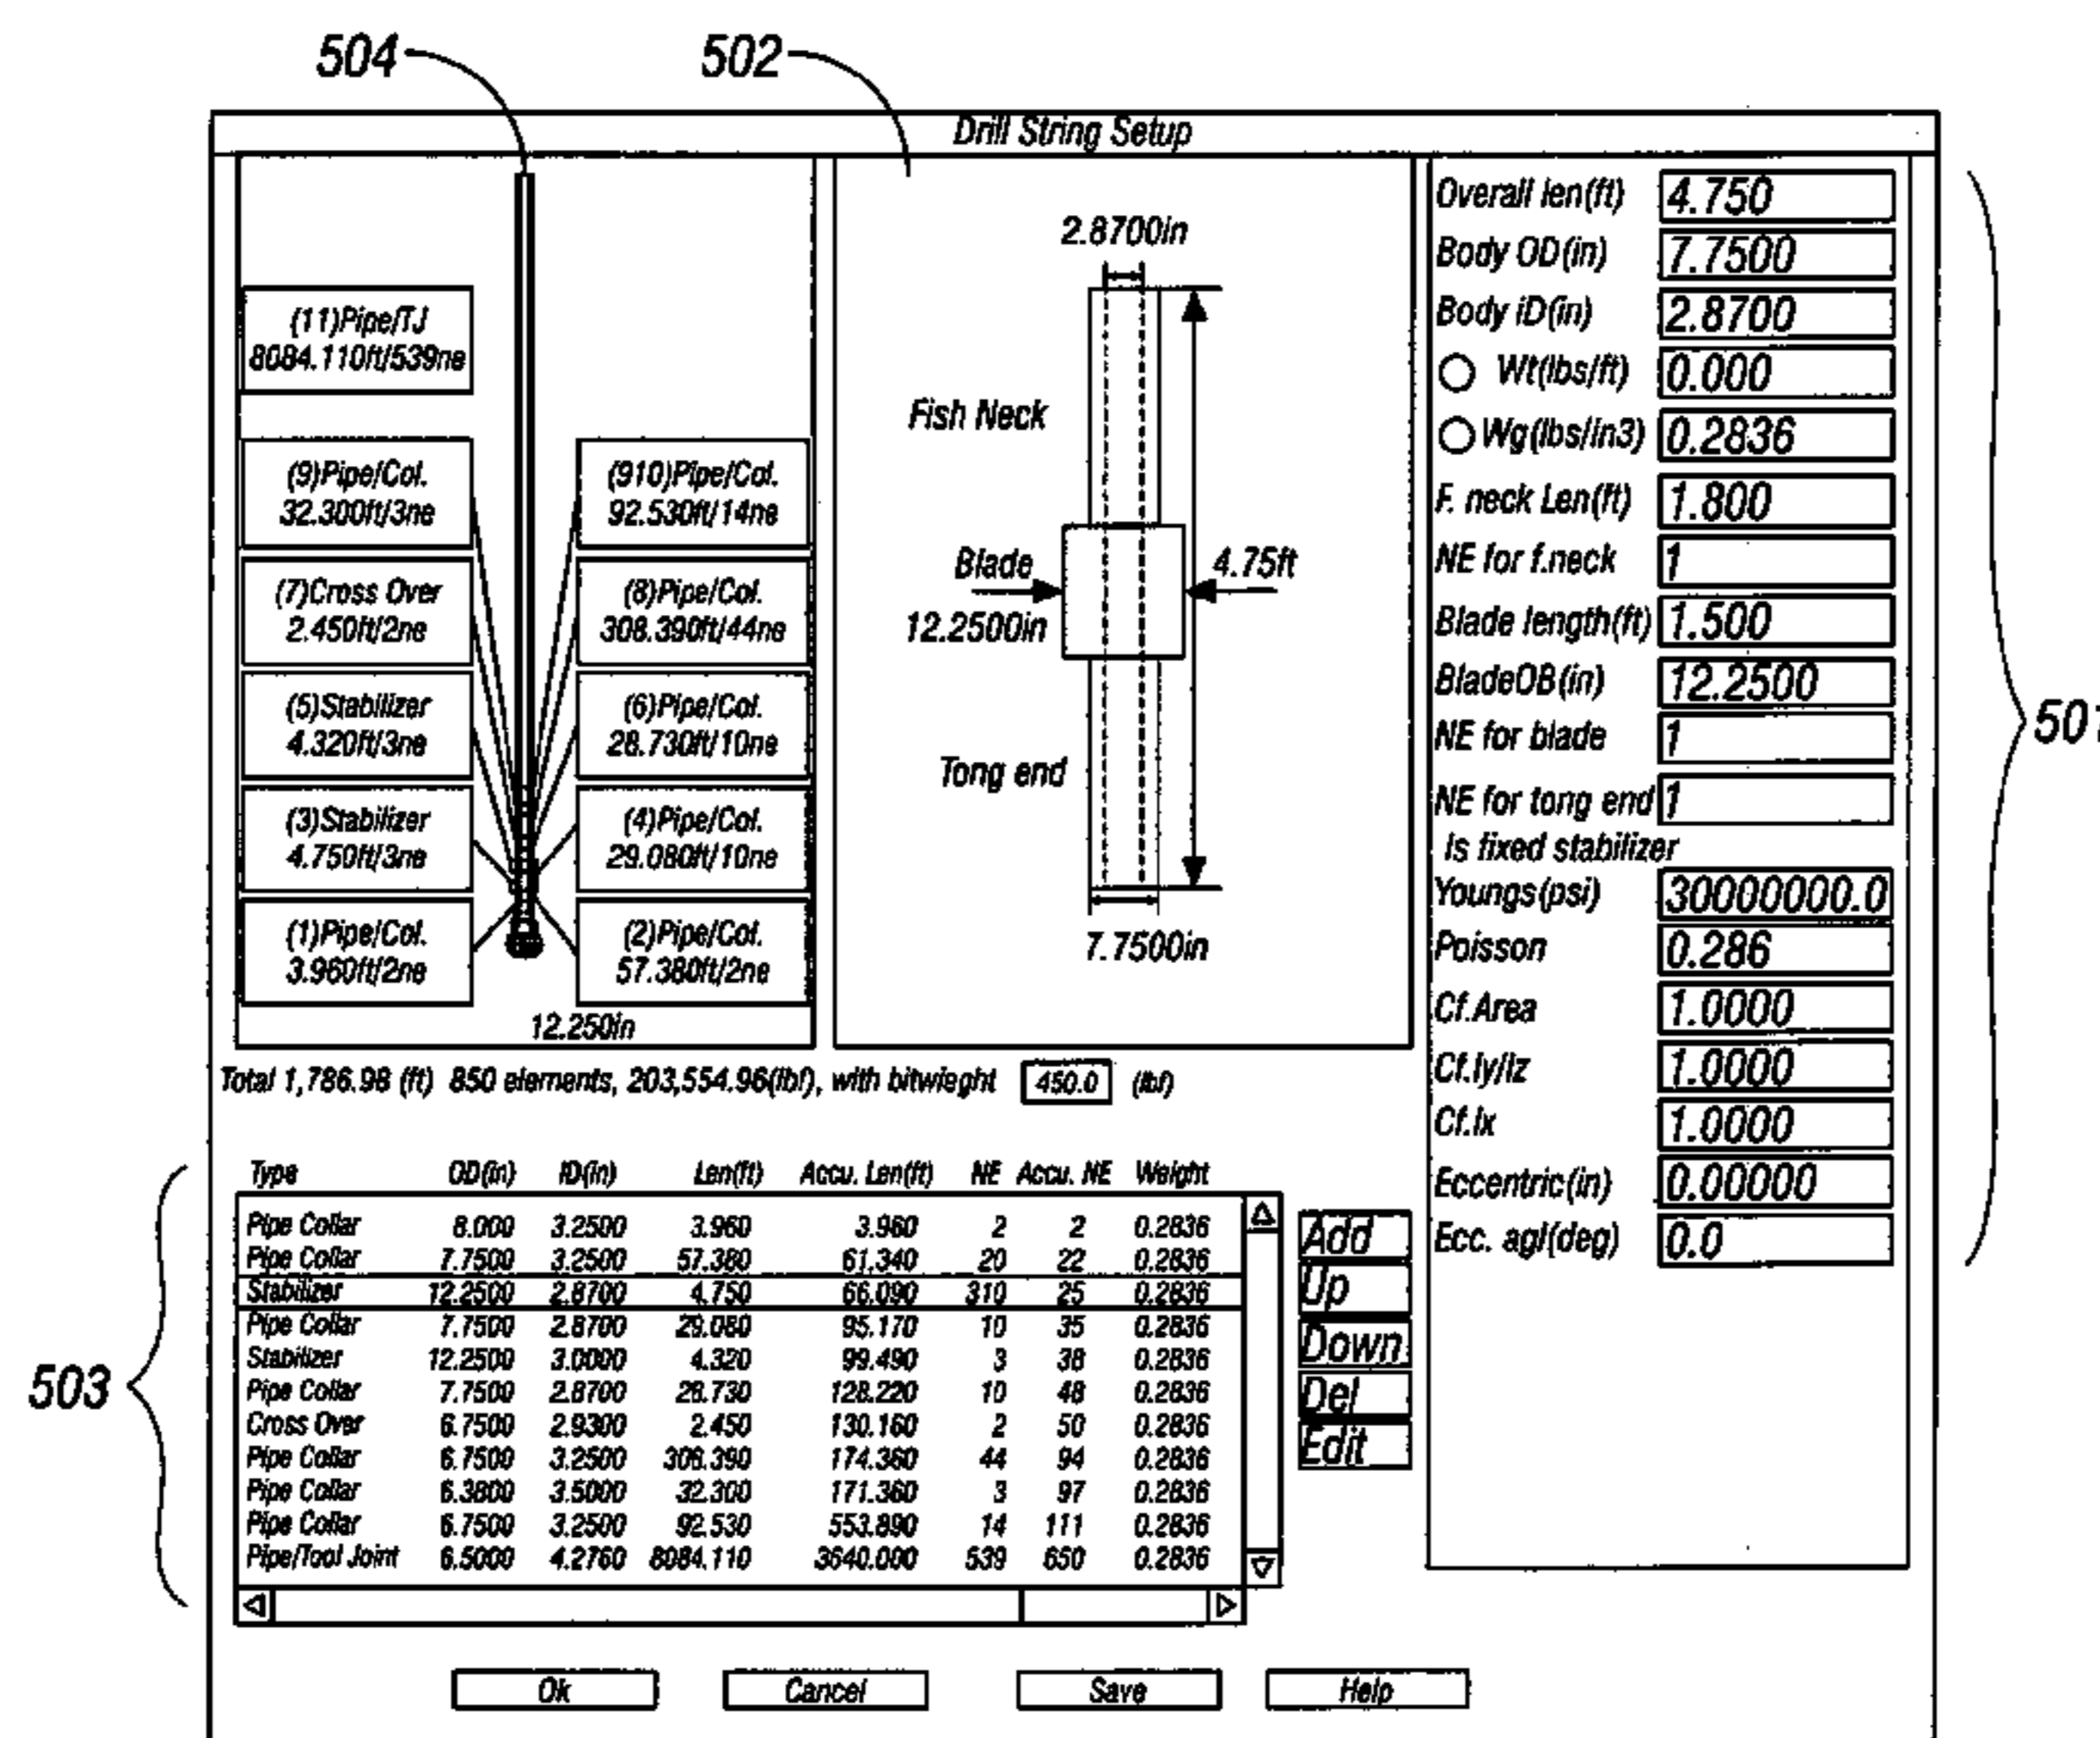 504
502
Drill String Setup
(11)Pipe/TJ
8084.110ft/539ne
(9)Pipe/Col.
32.300ft/3ne
(910)Pipe/Col.
92.530ft/14ne
(7)Cross Over
2.450ft/2ne
(8)Pipe/Col.
308.390ft/44ne
(5)Stabilizer
4.320ft/3ne
(6)Pipe/Col.
28.730ft/10ne
(3)Stabilizer
4.750ft/3ne
(4)Pipe/Col.
29.080ft/10ne
(1)Pipe/Col.
3.960ft/2ne
(2)Pipe/Col.
57.380ft/2ne
12.250in
2.8700in
Fish Neck
Blade
12.2500in
4.75ft
Tong end
7.7500in
Overall len(ft) 4.750
Body OD(in) 7.7500
Body iD(in) 2.8700
Wt(lbs/ft) 0.000
Wg(lbs/in3) 0.2836
F. neck Len(ft) 1.800
NE for f.neck 1
Blade length(ft) 1.500
BladeOB(in) 12.2500
NE for blade 1
NE for tong end 1
Is fixed stabilizer
Youngs(psi) 30000000.0
Poisson 0.286
Cf.Area 1.0000
Cf.Iy/Iz 1.0000
Cf.Ix 1.0000
Eccentric(in) 0.00000
Ecc. agl(deg) 0.0
501
Total 1,786.98 (ft) 850 elements, 203,554.96(lbf), with bitwieght 450.0 (lbf)
Type OD(in) ID(in) Len(ft) Accu. Len(ft) NE Accu. NE Weight
Pipe Collar 8.000 3.2500 3.960 3.960 2 2 0.2836
Pipe Collar 7.7500 3.2500 57.380 61.340 20 22 0.2836
Stabilizer 12.2500 2.8700 4.750 66.090 310 25 0.2836
Pipe Collar 7.7500 2.8700 29.080 95.170 10 35 0.2836
Stabilizer 12.2500 3.0000 4.320 99.490 3 38 0.2836
Pipe Collar 7.7500 2.8700 28.730 128.220 10 48 0.2836
Cross Over 6.7500 2.9300 2.450 130.160 2 50 0.2836
Pipe Collar 6.7500 3.2500 308.390 174.360 44 94 0.2836
Pipe Collar 6.3800 3.5000 32.300 171.360 3 97 0.2836
Pipe Collar 6.7500 3.2500 92.530 553.890 14 111 0.2836
Pipe/Tool Joint 6.5000 4.2760 8084.110 3640.000 539 650 0.2836
503
Add
Up
Down
Del
Edit
Ok
Cancel
Save
Help